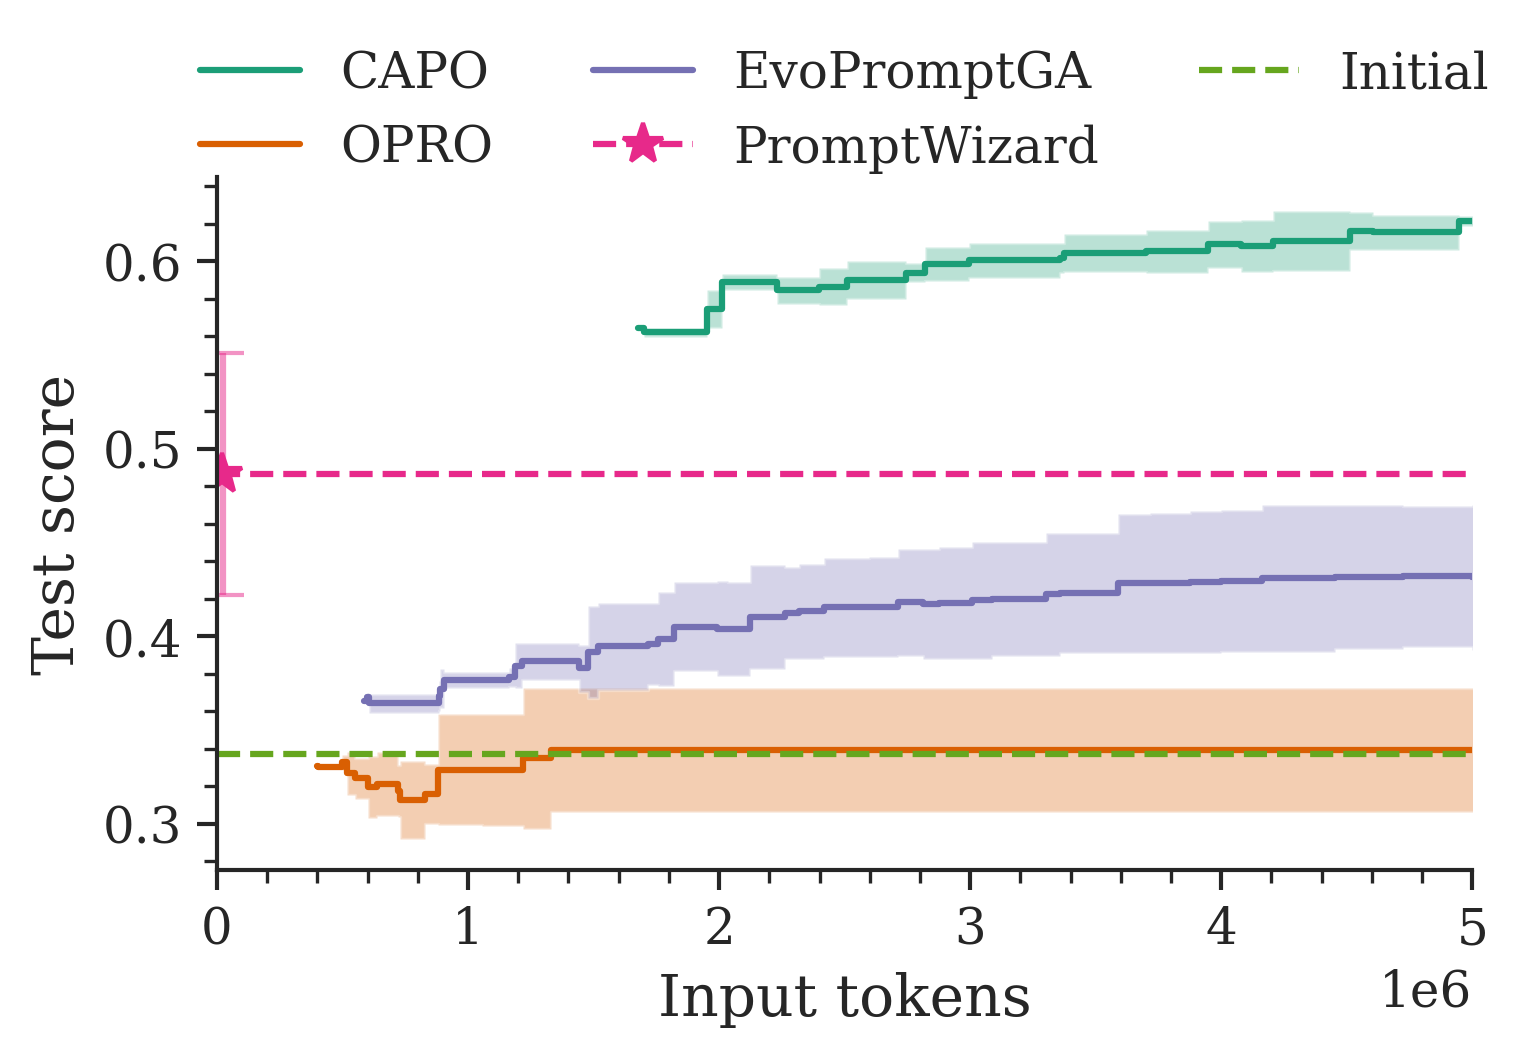 CAPO EvoPromptGA Initial
OPRO PromptWizard
Test score
0.6
0.5
0.4
0.3
0 1 2 3 4 5
Input tokens
1e6